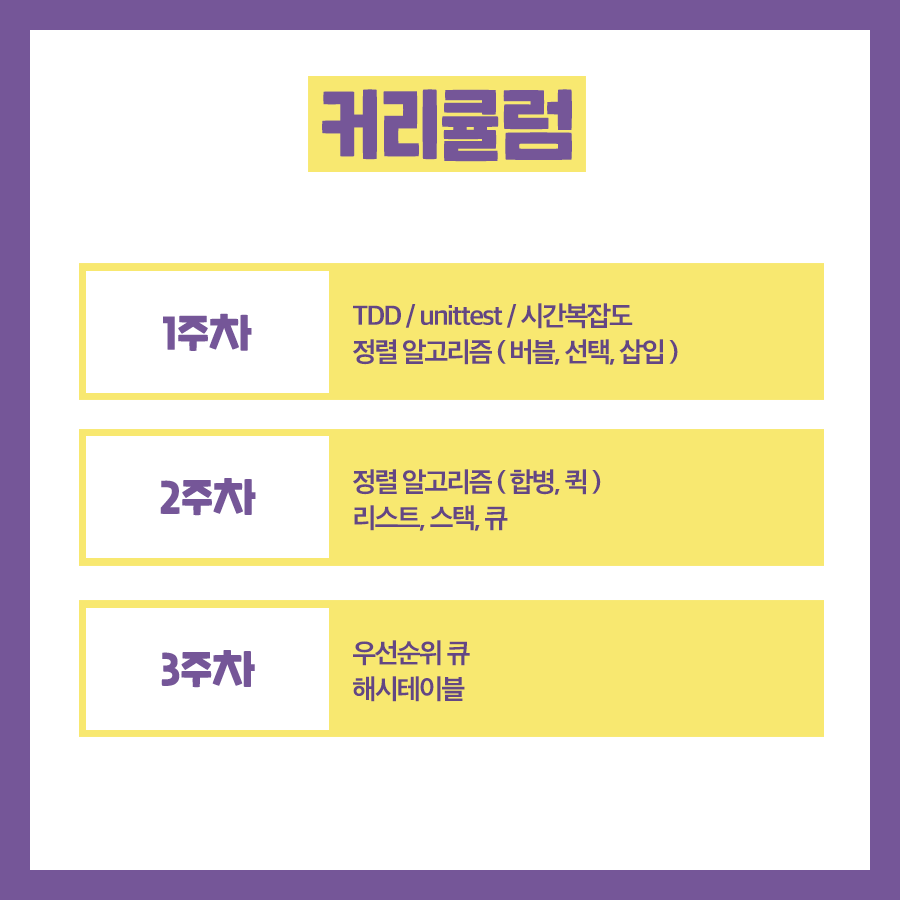 커리큘럼
1주차
TDD / unittest / 시간복잡도
정렬 알고리즘 ( 버블, 선택, 삽입 )
2주차
정렬 알고리즘 ( 합병, 퀵 )
리스트, 스택, 큐
3주차
우선순위 큐
해시테이블